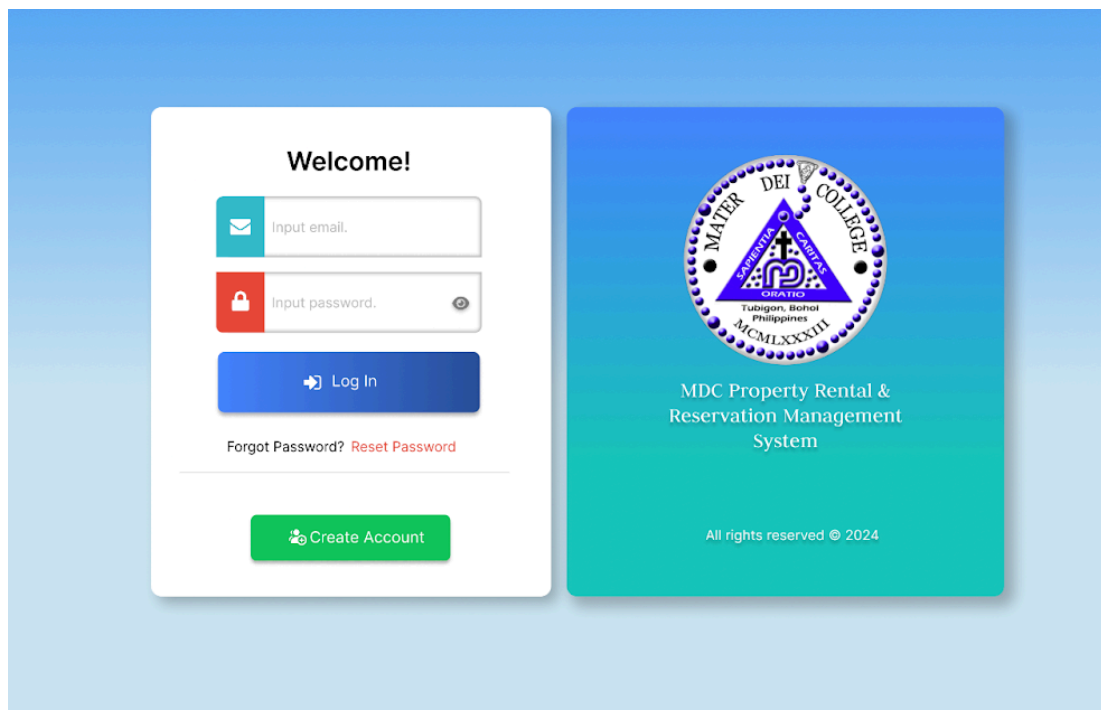 Welcome!
Input email.
Input password.
Log In
Forgot Password? Reset Password
Create Account
MATER DEI COLLEGE
SAPIENTIA CARITAS
ORATIO
Tubigon, Bohol
Philippines
MCMLXXXIII
MDC Property Rental &
Reservation Management
System
All rights reserved © 2024